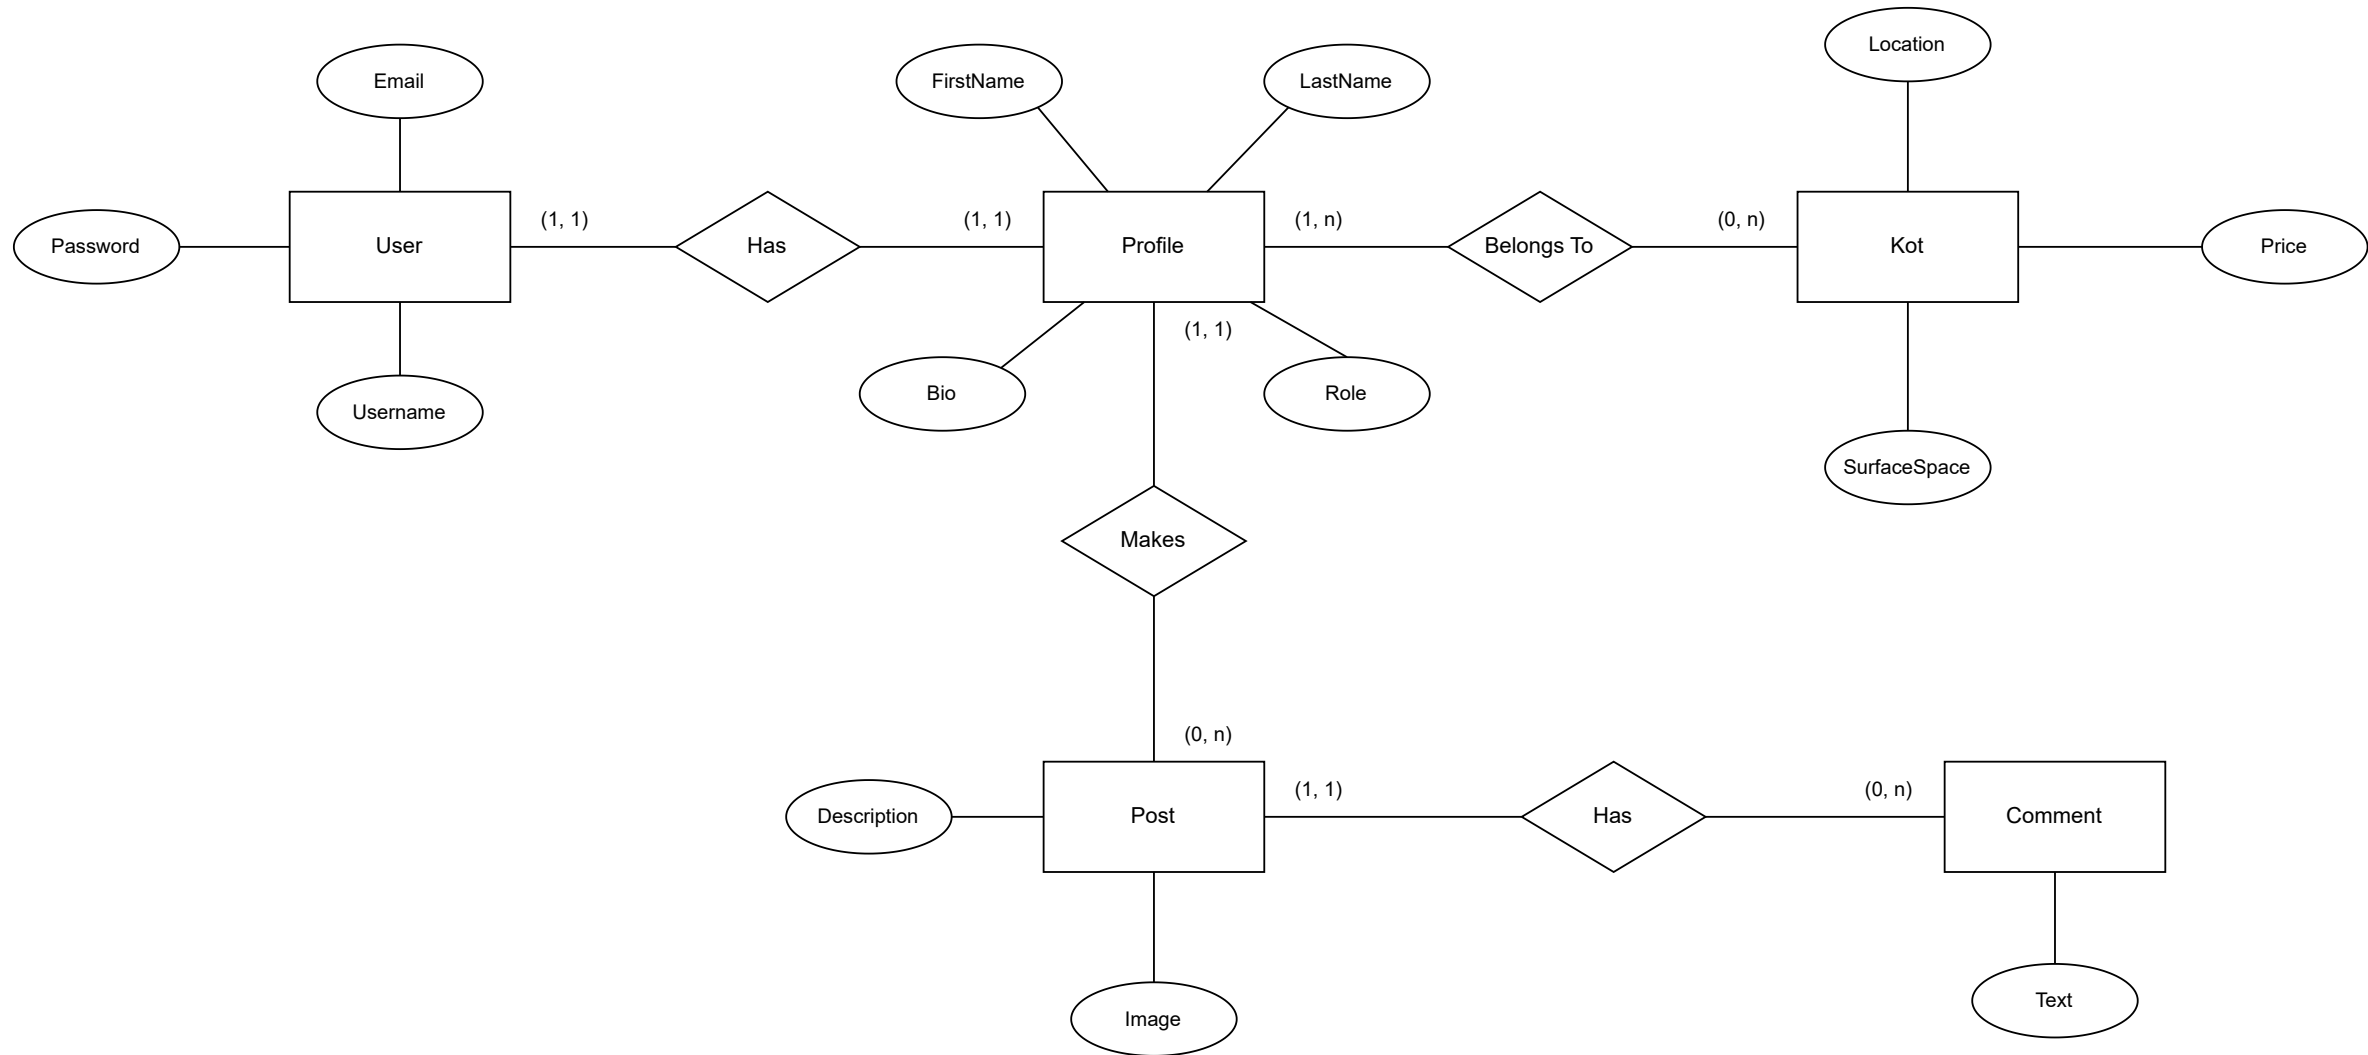 Location
Email
FirstName
LastName
(1, 1)
(1, 1)
(1, n)
(0, n)
Password
User
Has
Profile
Belongs To
Kot
Price
(1, 1)
Bio
Role
Username
SurfaceSpace
Makes
(0, n)
(1, 1)
(0, n)
Description
Post
Has
Comment
Text
Image